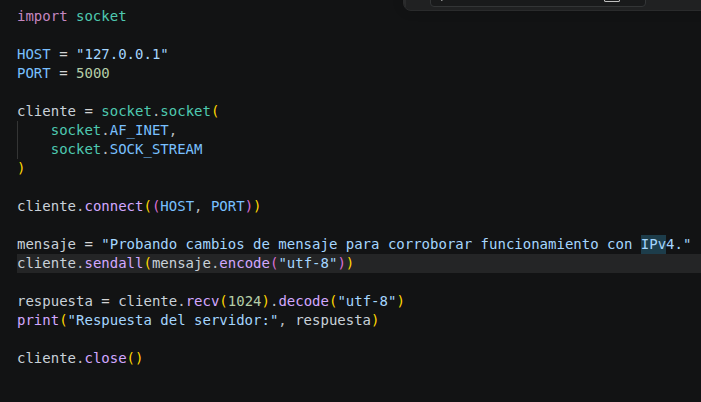 import socket
HOST = "127.0.0.1"
PORT = 5000
cliente = socket.socket(
    socket.AF_INET,
    socket.SOCK_STREAM
)
cliente.connect((HOST, PORT))
mensaje = "Probando cambios de mensaje para corroborar funcionamiento con IPv4."
cliente.sendall(mensaje.encode("utf-8"))
respuesta = cliente.recv(1024).decode("utf-8")
print("Respuesta del servidor:", respuesta)
cliente.close()